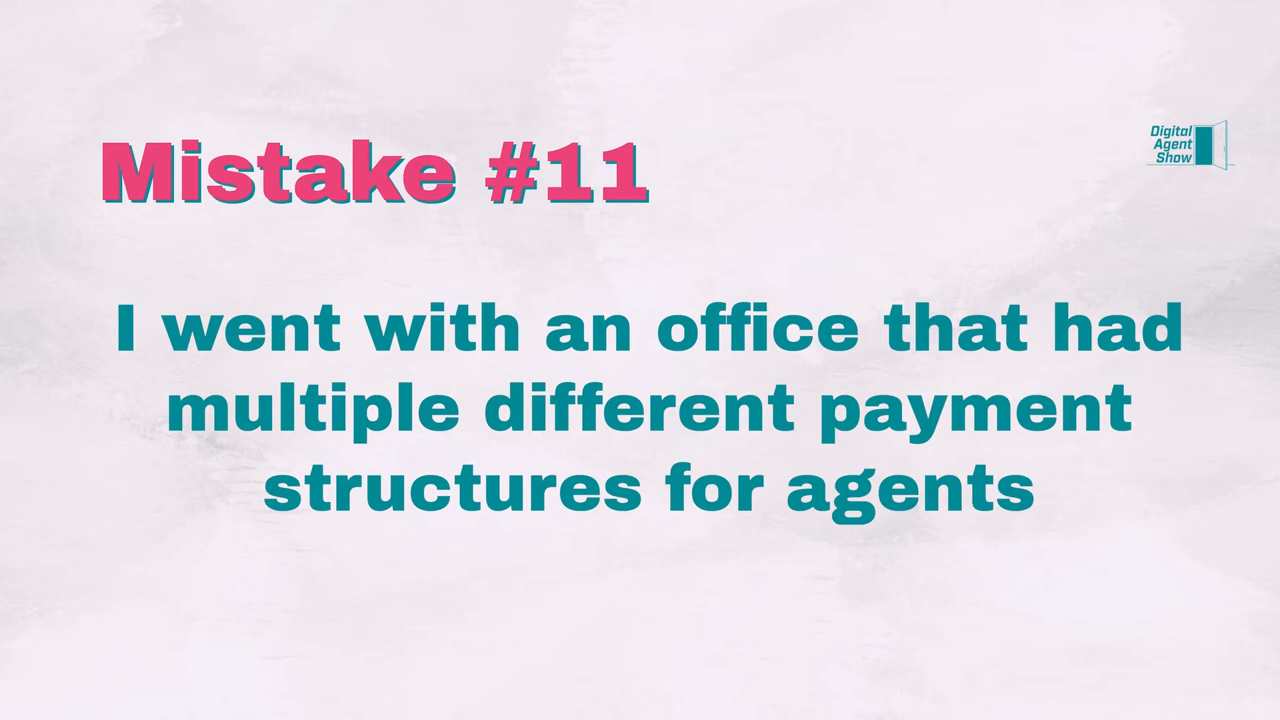 Mistake #11
Digital
Agent
Show
I went with an office that had
multiple different payment
structures for agents